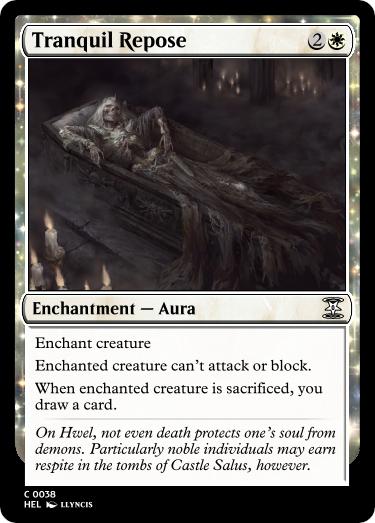 Tranquil Repose 2
Enchantment — Aura
Enchant creature
Enchanted creature can't attack or block.
When enchanted creature is sacrificed, you
draw a card.
On Hwel, not even death protects one's soul from
demons. Particularly noble individuals may earn
respite in the tombs of Castle Salus, however.
C 0038
HEL LLYNCIS